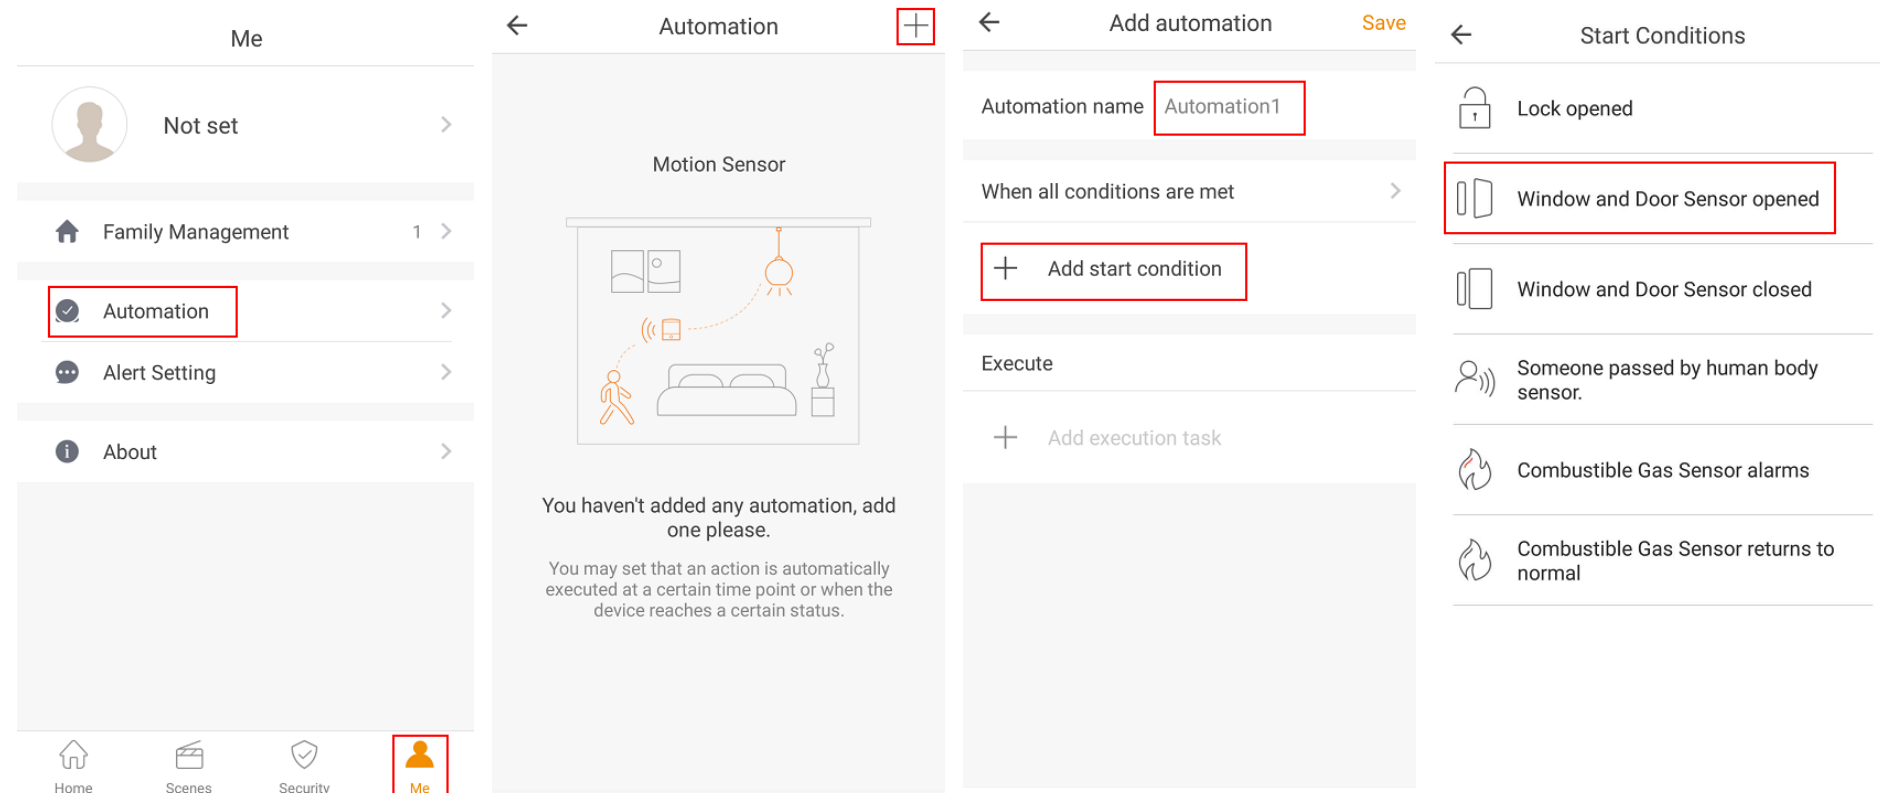 Me
Not set
Family Management 1
Automation
Alert Setting
About
Home Scenes Security Me
Automation
Motion Sensor
You haven't added any automation, add
one please.
You may set that an action is automatically
executed at a certain time point or when the
device reaches a certain status.
Add automation Save
Automation name Automation1
When all conditions are met
Add start condition
Execute
Add execution task
Start Conditions
Lock opened
Window and Door Sensor opened
Window and Door Sensor closed
Someone passed by human body
sensor.
Combustible Gas Sensor alarms
Combustible Gas Sensor returns to
normal